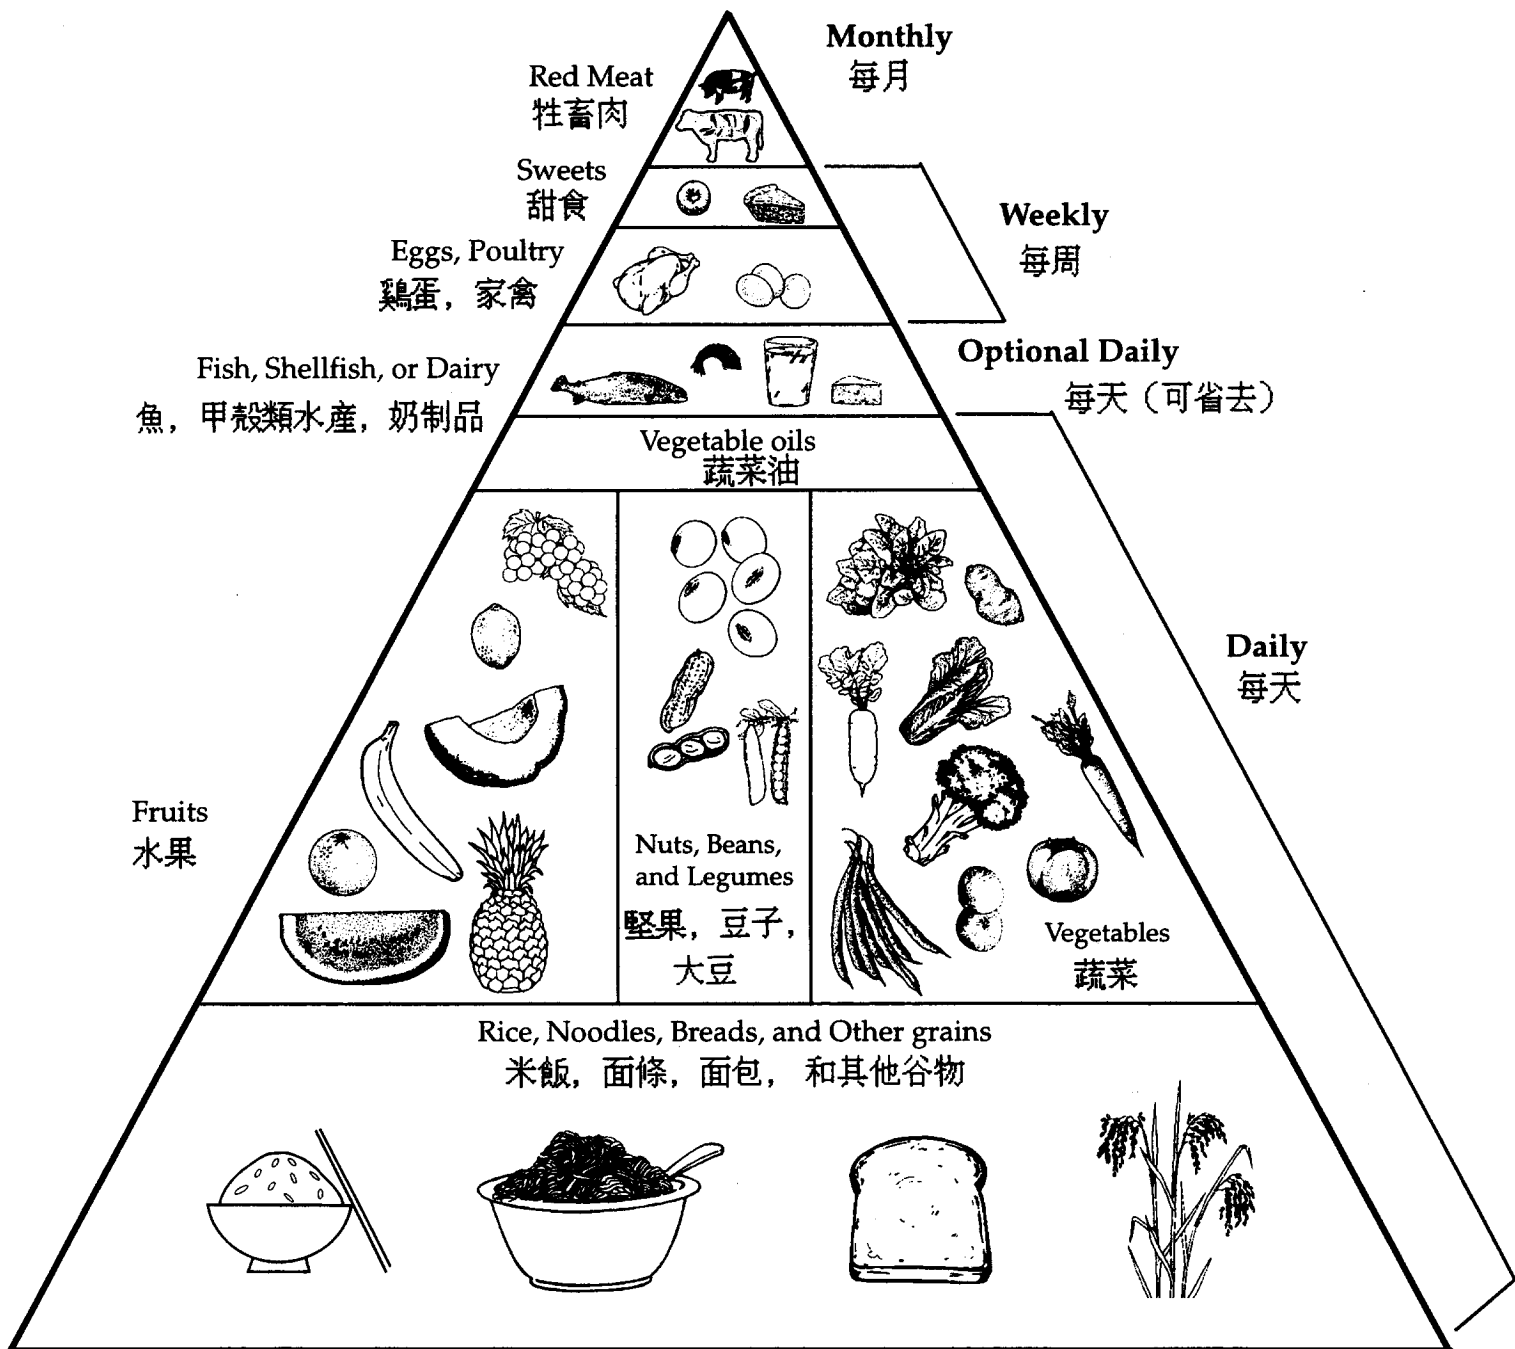 Monthly
每月
Red Meat
牲畜肉
Sweets
甜食
Weekly
每周
Eggs, Poultry
鷄蛋，家禽
Optional Daily
每天（可省去）
Fish, Shellfish, or Dairy
魚，甲殼類水産，奶制品
Vegetable oils
蔬菜油
Daily
每天
Fruits
水果
Nuts, Beans,
and Legumes
堅果，豆子，
大豆
Vegetables
蔬菜
Rice, Noodles, Breads, and Other grains
米飯，面條，面包，和其他谷物